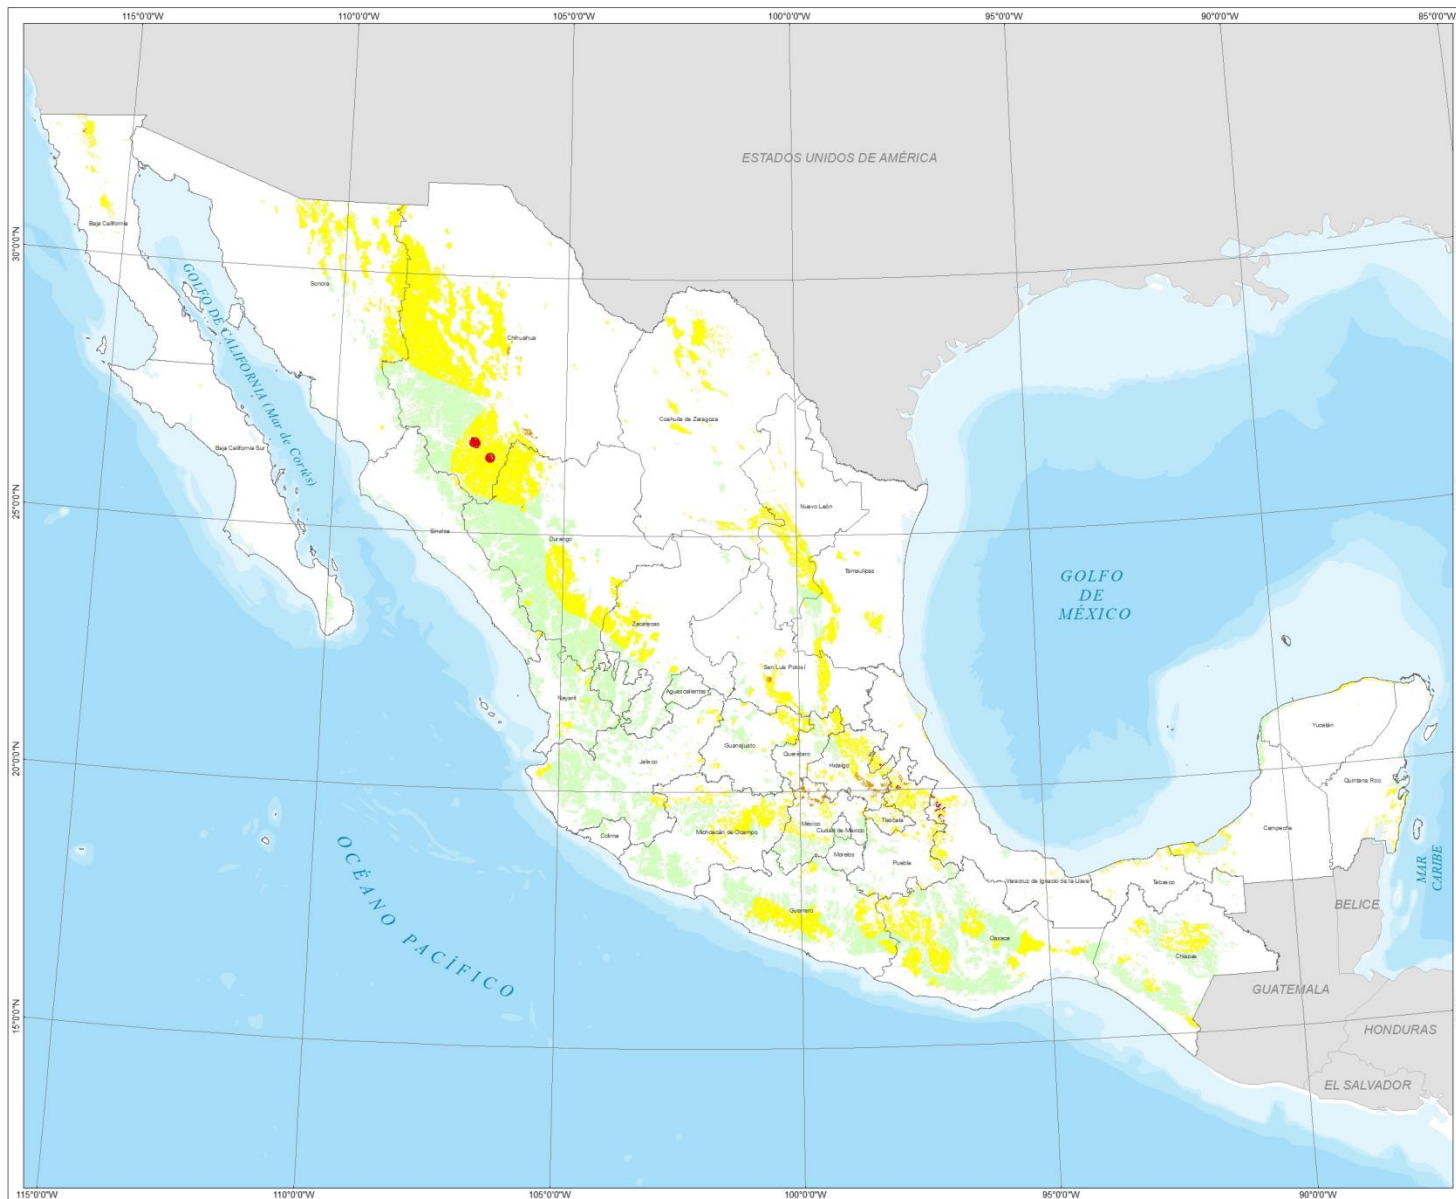 115°0'0"W
110°0'0"W
105°0'0"W
100°0'0"W
95°0'0"W
90°0'0"W
85°0'0"W
ESTADOS UNIDOS DE AMÉRICA
30°0'0"N
Baja California
Sonora
GOLFO DE CALIFORNIA (Mar de Cortés)
Chihuahua
Coahuila de Zaragoza
Baja California Sur
25°0'0"N
Nuevo León
Sinaloa
Durango
Tamaulipas
GOLFO
DE
MÉXICO
Zacatecas
San Luis Potosí
Nayarit
Aguascalientes
Yucatán
20°0'0"N
Guanajuato
Querétaro
Jalisco
Hidalgo
Quintana Roo
Colima
Michoacán de Ocampo
México
Ciudad de México
Tlaxcala
Campeche
Morelos
Puebla
Veracruz de Ignacio de la Llave
Tabasco
MAR
CARIBE
BELICE
Guerrero
Oaxaca
Chiapas
OCÉANO PACÍFICO
GUATEMALA
15°0'0"N
HONDURAS
EL SALVADOR
115°0'0"W
110°0'0"W
105°0'0"W
100°0'0"W
95°0'0"W
90°0'0"W